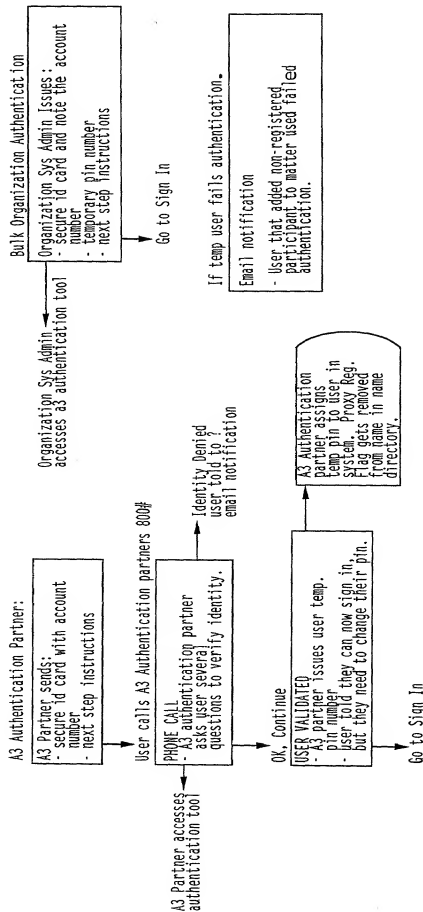 A3 Authentication Partner:
A3 Partner sends:
- secure id card with account
number
- next step instructions
User calls A3 Authentication partners 800#
PHONE CALL
- A3 authentication partner
asks user several
questions to verify identity.
A3 Partner accesses
authentication tool
Identity Denied
user told to ?
email notification
OK, Continue
USER VALIDATED
- A3 partner issues user temp.
pin number
- user told they can now sign in,
but they need to change their pin.
Go to Sign In
A3 Authentication
partner assigns
temp pin to user in
system. Proxy Reg.
Flag gets removed
from name in name
directory.
Bulk Organization Authentication
Organization Sys Admin Issues:
- secure id card and note the account
number
- temporary pin number
- next step instructions
Organization Sys Admin
accesses a3 authentication tool
Go to Sign In
If temp user fails authentication.
Email notification
- User that added non-registered
participant to matter used failed
authentication.